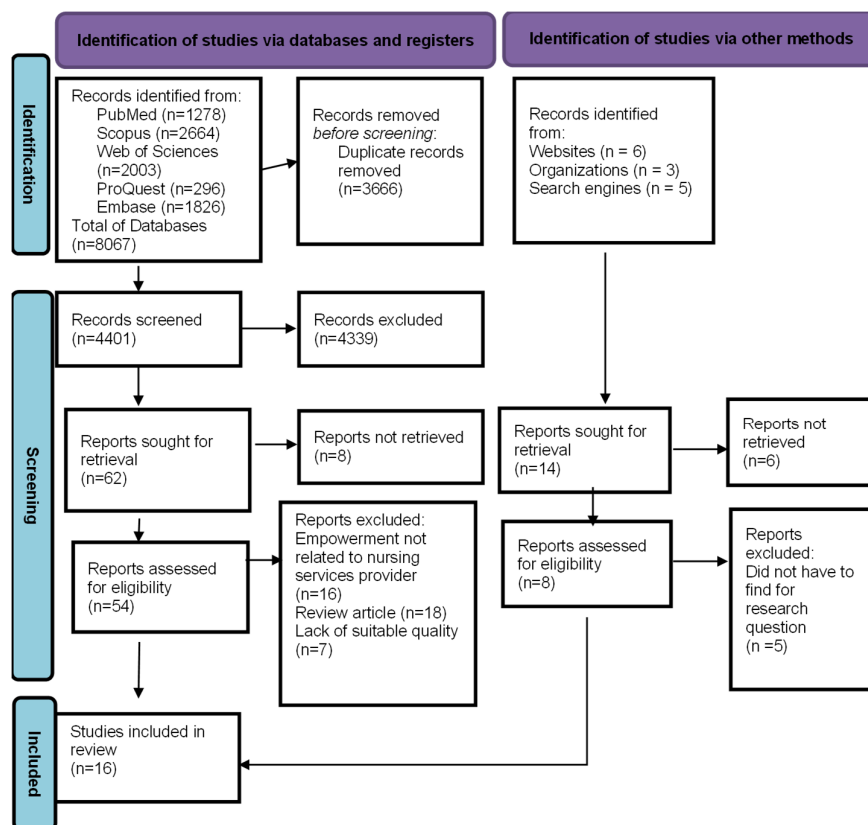 Identification of studies via databases and registers
Identification of studies via other methods
Identification
Records identified from:
PubMed (n=1278)
Scopus (n=2664)
Web of Sciences
(n=2003)
ProQuest (n=296)
Embase (n=1826)
Total of Databases
(n=8067)
Records removed
before screening:
Duplicate records
removed
(n=3666)
Records identified
from:
Websites (n = 6)
Organizations (n = 3)
Search engines (n = 5)
Screening
Records screened
(n=4401)
Records excluded
(n=4339)
Reports sought for
retrieval
(n=62)
Reports not retrieved
(n=8)
Reports sought for
retrieval
(n=14)
Reports not
retrieved
(n=6)
Reports assessed
for eligibility
(n=54)
Reports excluded:
Empowerment not
related to nursing
services provider
(n=16)
Review article (n=18)
Lack of suitable quality
(n=7)
Reports assessed for
eligibility
(n=8)
Reports
excluded:
Did not have to
find for
research
question
(n =5)
Included
Studies included in
review
(n=16)